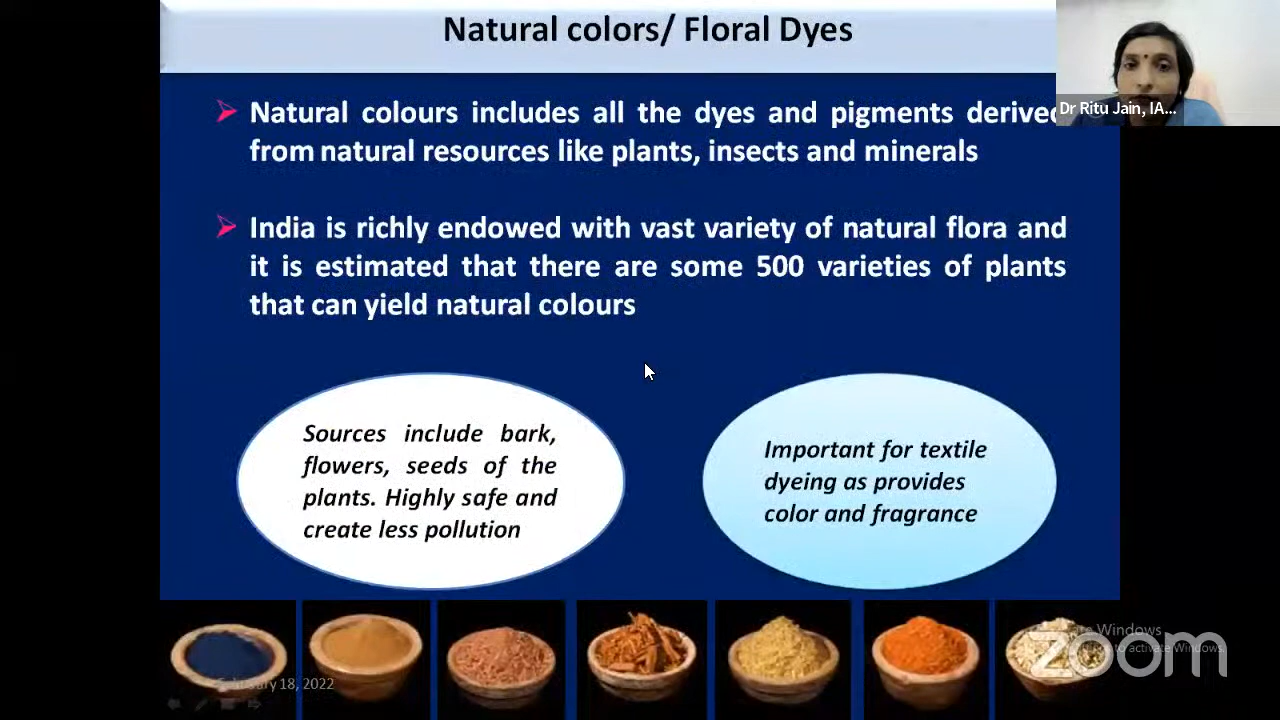 Natural colors/ Floral Dyes
Dr Ritu Jain, IA...
Natural colours includes all the dyes and pigments derived
from natural resources like plants, insects and minerals
India is richly endowed with vast variety of natural flora and
it is estimated that there are some 500 varieties of plants
that can yield natural colours
Sources include bark,
flowers, seeds of the
plants. Highly safe and
create less pollution
Important for textile
dyeing as provides
color and fragrance
February 18, 2022
Windows
to activate Windows.
zoom